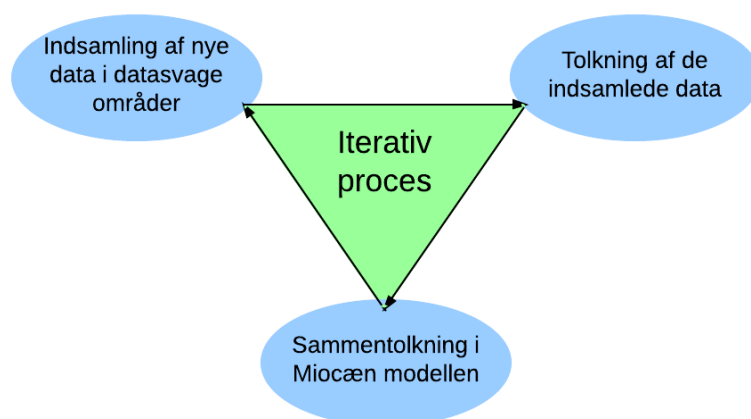 Indsamling af nye
data i datasvage
områder
Tolkning af de
indsamlede data
Iterativ
proces
Sammentolkning i
Miocæn modellen